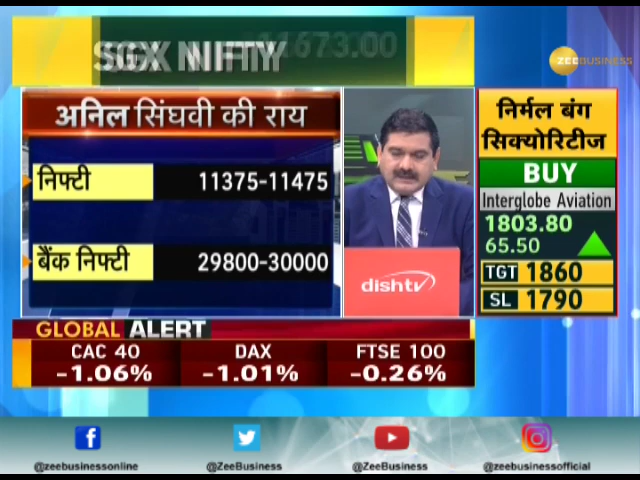 SGX NIFTY
11673.00
ZEEBUSINESS
अनिल सिंघवी की राय
निफ्टी 11375-11475
बैंक निफ्टी 29800-30000
dishtv
निर्मल बंग
सिक्योरिटीज
BUY
Interglobe Aviation
1803.80
65.50
TGT 1860
SL 1790
GLOBAL ALERT
CAC 40 DAX FTSE 100
-1.06% -1.01% -0.26%
@zeebusinessonline @ZeeBusiness @ZeeBusiness @zeebusinessofficial